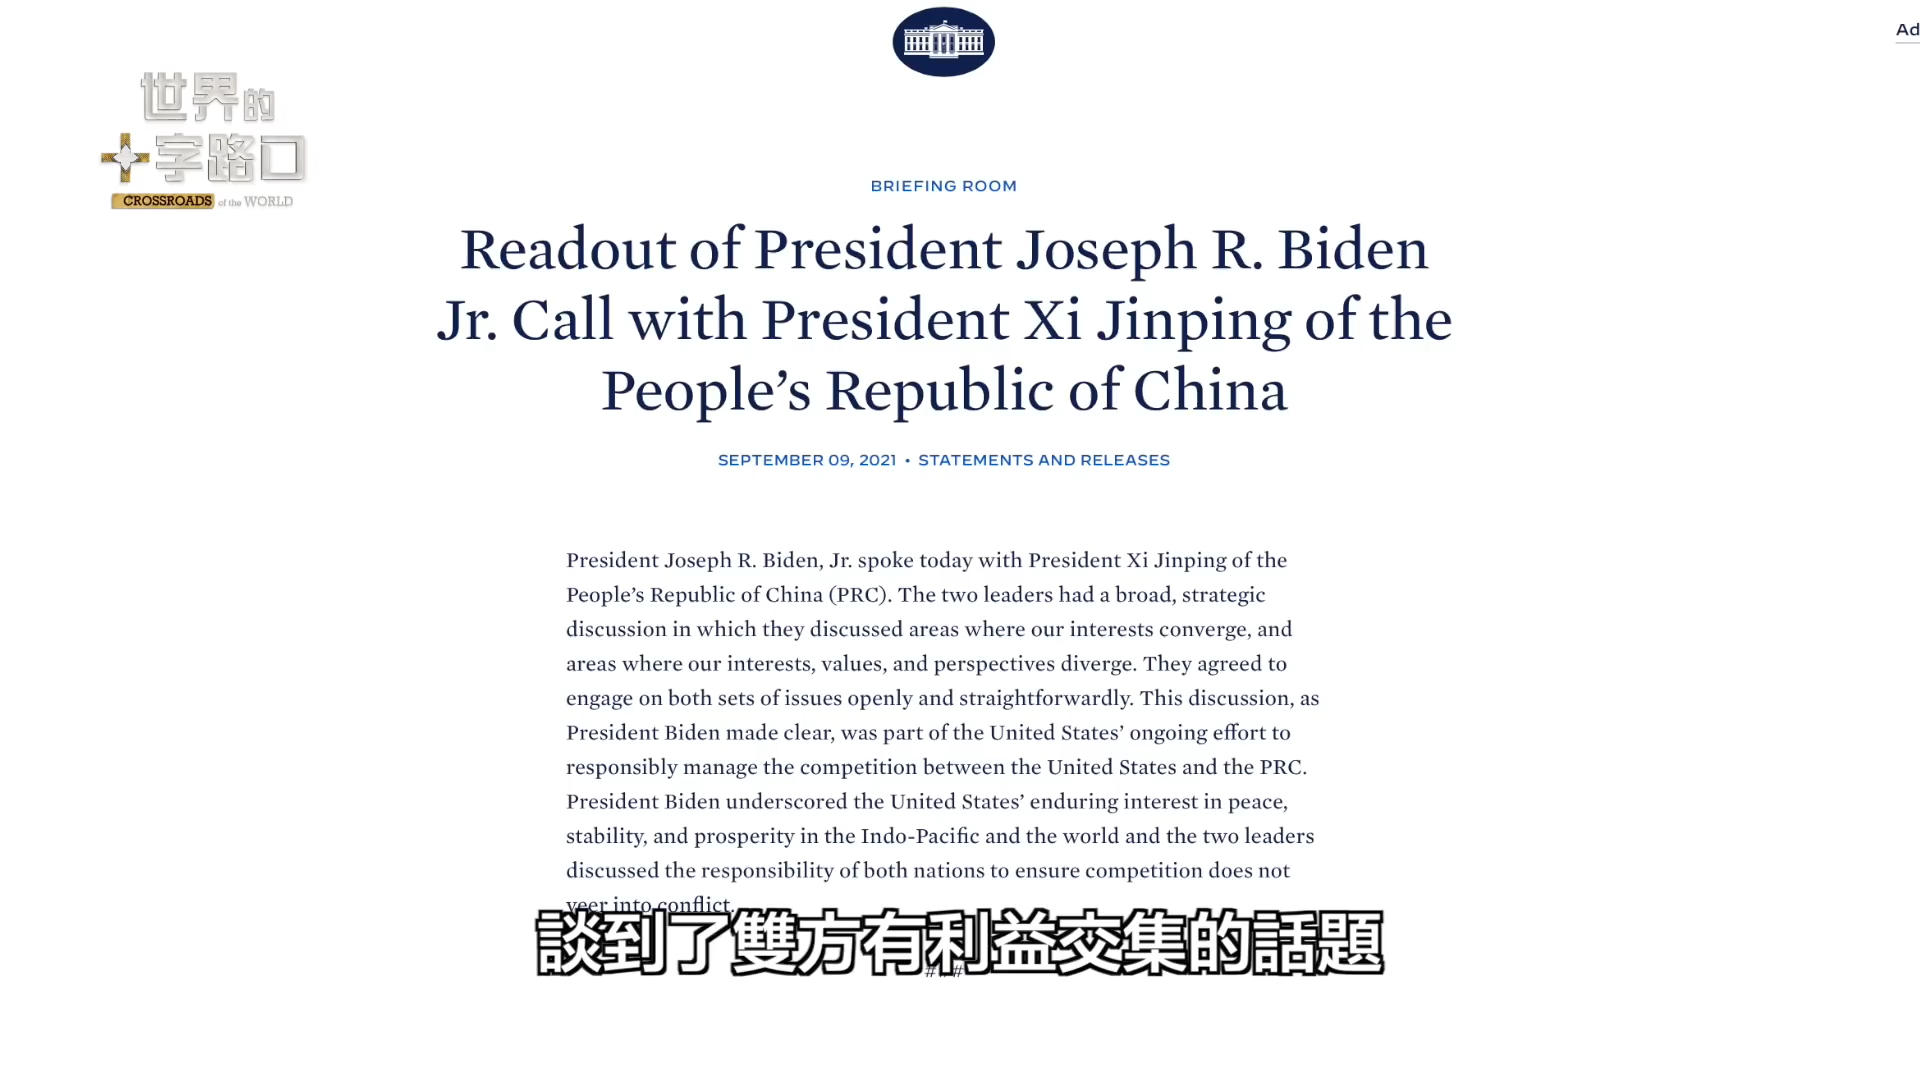 Ad
世界的
十字路口
CROSSROADS of the WORLD
BRIEFING ROOM
Readout of President Joseph R. Biden
Jr. Call with President Xi Jinping of the
People’s Republic of China
SEPTEMBER 09, 2021 • STATEMENTS AND RELEASES
President Joseph R. Biden, Jr. spoke today with President Xi Jinping of the
People’s Republic of China (PRC). The two leaders had a broad, strategic
discussion in which they discussed areas where our interests converge, and
areas where our interests, values, and perspectives diverge. They agreed to
engage on both sets of issues openly and straightforwardly. This discussion, as
President Biden made clear, was part of the United States’ ongoing effort to
responsibly manage the competition between the United States and the PRC.
President Biden underscored the United States’ enduring interest in peace,
stability, and prosperity in the Indo-Pacific and the world and the two leaders
discussed the responsibility of both nations to ensure competition does not
veer into conflict.
談到了雙方有利益交集的話題
###